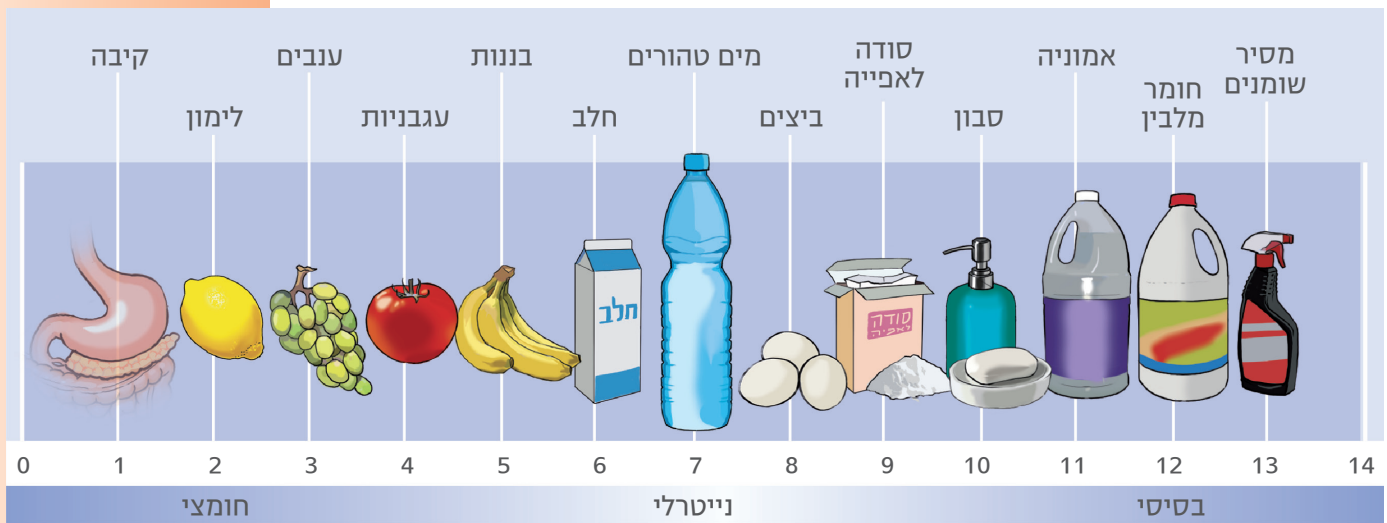 קיבה
ענבים
בננות
מים טהורים
סודה
לאפייה
אמוניה
מסיר
שומנים
לימון
עגבניות
חלב
ביצים
סבון
חומר
מלבין
חלב
סודה
לאפיה
0 1 2 3 4 5 6 7 8 9 10 11 12 13 14
חומצי
נייטרלי
בסיסי